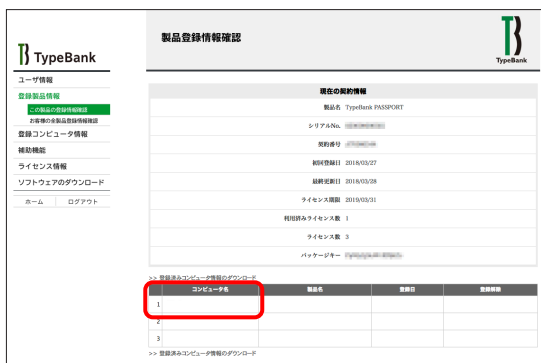 TypeBank
製品登録情報確認
TypeBank
ユーザ情報
登録製品情報
この製品の登録情報確認
お客様の全製品登録情報確認
登録コンピュータ情報
補助機能
ライセンス情報
ソフトウェアのダウンロード
ホーム ログアウト
現在の契約情報
製品名 TypeBank PASSPORT
シリアルNo.
契約番号
初回登録日 2018/03/27
最終更新日 2018/03/28
ライセンス期限 2019/03/31
利用済みライセンス数 1
ライセンス数 3
パッケージキー
>> 登録済みコンピュータ情報のダウンロード
コンピュータ名 製品名 登録日 登録解除
1
2
3
>> 登録済みコンピュータ情報のダウンロード